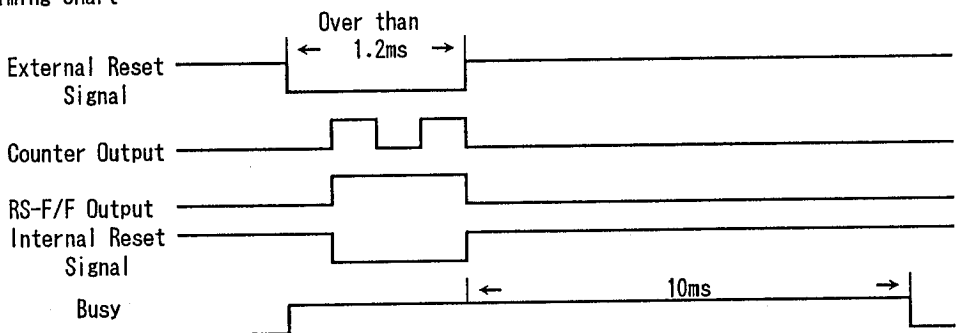 Over than
1.2ms
External Reset
Signal
Counter Output
RS-F/F Output
Internal Reset
Signal
10ms
Busy